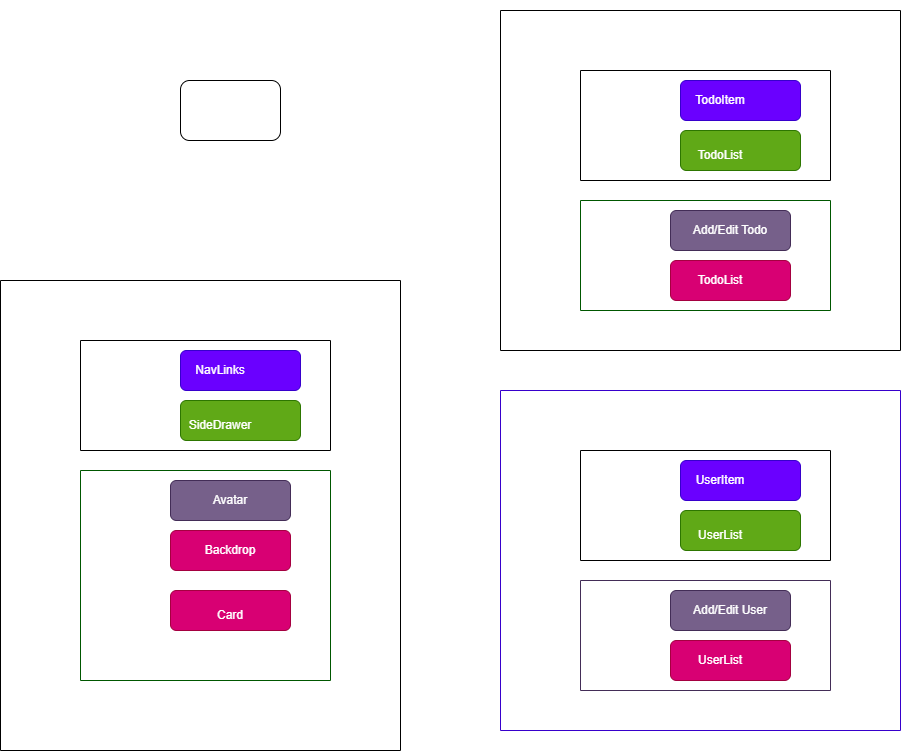 TodoItem
TodoList
Add/Edit Todo
TodoList
NavLinks
SideDrawer
Avatar
Backdrop
Card
UserItem
UserList
Add/Edit User
UserList